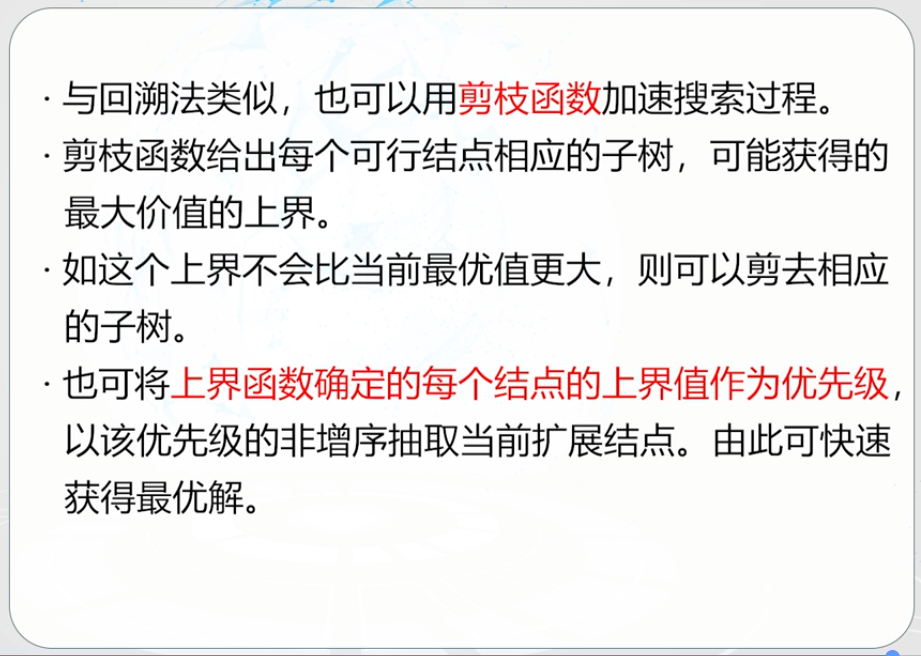 · 与回溯法类似，也可以用剪枝函数加速搜索过程。
· 剪枝函数给出每个可行结点相应的子树，可能获得的
最大价值的上界。
· 如这个上界不会比当前最优值更大，则可以剪去相应
的子树。
· 也可将上界函数确定的每个结点的上界值作为优先级，
以该优先级的非增序抽取当前扩展结点。由此可快速
获得最优解。